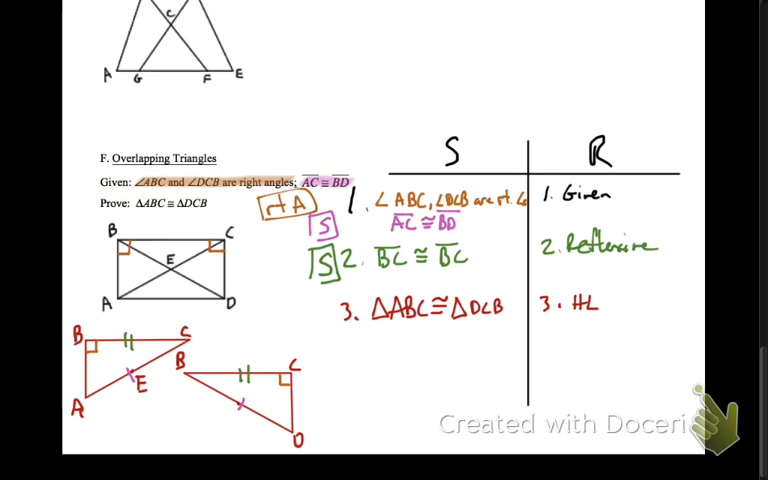 C
A G F E
F. Overlapping Triangles
Given: ∠ABC and ∠DCB are right angles; AC ≅ BD
Prove: ΔABC ≅ ΔDCB
B C
E
A D
B C
E
A
B C
D
S R
rt A 1. ∠ABC, ∠DCB are rt. ∠s 1. Given
S AC ≅ BD
S 2. BC ≅ BC 2. Reflexive
3. ΔABC ≅ ΔDCB 3. HL
Created with Doceri